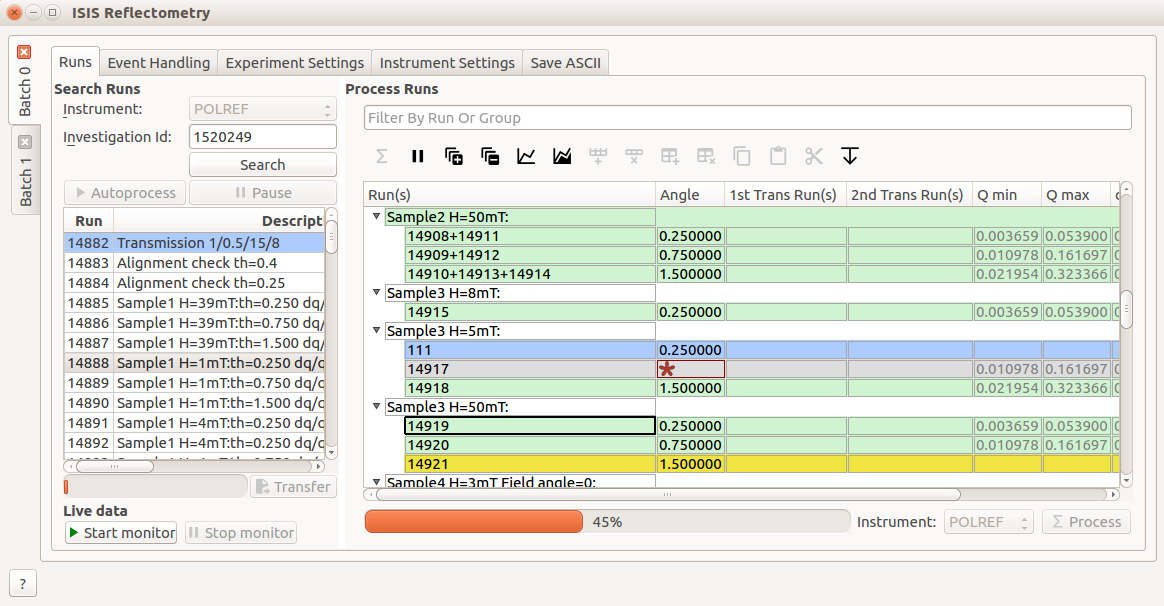 ISIS Reflectometry
Batch 0
Batch 1
Runs Event Handling Experiment Settings Instrument Settings Save ASCII
Search Runs
Instrument: POLREF
Investigation Id: 1520249
Search
Autoprocess Pause
Run Descript
14882 Transmission 1/0.5/15/8
14883 Alignment check th=0.4
14884 Alignment check th=0.25
14885 Sample1 H=39mT:th=0.250 dq/
14886 Sample1 H=39mT:th=0.750 dq/
14887 Sample1 H=39mT:th=1.500 dq/
14888 Sample1 H=1mT:th=0.250 dq/q
14889 Sample1 H=1mT:th=0.750 dq/q
14890 Sample1 H=1mT:th=1.500 dq/q
14891 Sample1 H=4mT:th=0.250 dq/q
14892 Sample1 H=4mT:th=0.250 dq/q
Transfer
Live data
Start monitor Stop monitor
?
Process Runs
Filter By Run Or Group
Σ
Run(s) Angle 1st Trans Run(s) 2nd Trans Run(s) Q min Q max
Sample2 H=50mT:
14908+14911 0.250000 0.003659 0.053900 0
14909+14912 0.750000 0.010978 0.161697 0
14910+14913+14914 1.500000 0.021954 0.323366 0
Sample3 H=8mT:
14915 0.250000 0.003659 0.053900 0
Sample3 H=5mT:
111 0.250000
14917 * 0.010978 0.161697 0
14918 1.500000 0.021954 0.323366 0
Sample3 H=50mT:
14919 0.250000 0.003659 0.053900 0
14920 0.750000 0.010978 0.161697 0
14921 1.500000
Sample4 H=3mT Field angle=0:
45% Instrument: POLREF Σ Process